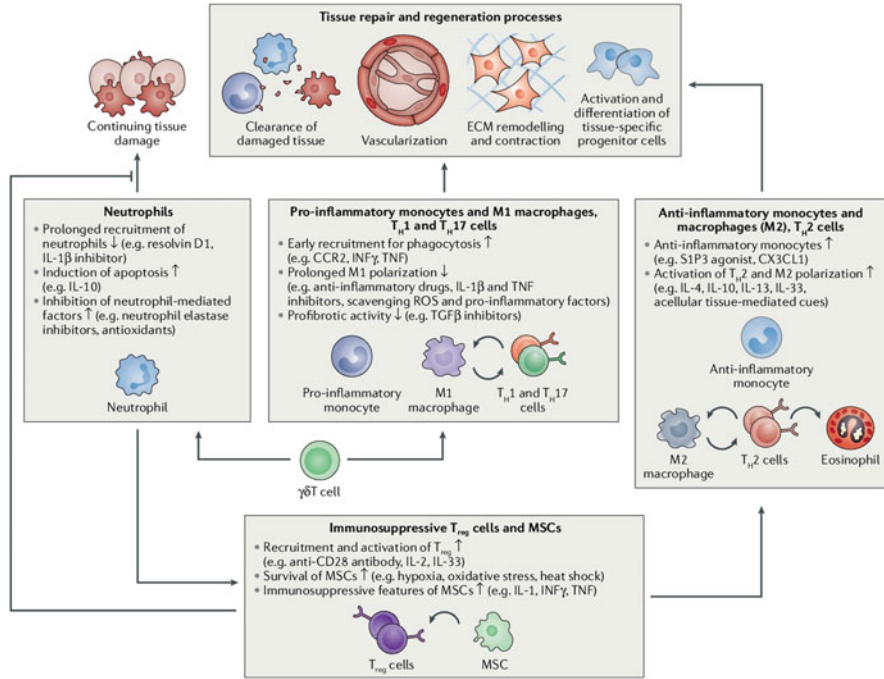 Tissue repair and regeneration processes
Continuing tissue
damage
Clearance of
damaged tissue
Vascularization
ECM remodelling
and contraction
Activation and
differentiation of
tissue-specific
progenitor cells
Neutrophils
• Prolonged recruitment of
neutrophils ↓ (e.g. resolvin D1,
IL-1β inhibitor)
• Induction of apoptosis ↑
(e.g. IL-10)
• Inhibition of neutrophil-mediated
factors ↑ (e.g. neutrophil elastase
inhibitors, antioxidants)
Neutrophil
Pro-inflammatory monocytes and M1 macrophages,
TH1 and TH17 cells
• Early recruitment for phagocytosis ↑
(e.g. CCR2, INFγ, TNF)
• Prolonged M1 polarization ↓
(e.g. anti-inflammatory drugs, IL-1β and TNF
inhibitors, scavenging ROS and pro-inflammatory factors)
• Profibrotic activity ↓ (e.g. TGFβ inhibitors)
Pro-inflammatory
monocyte
M1
macrophage
TH1 and TH17
cells
Anti-inflammatory monocytes and
macrophages (M2), TH2 cells
• Anti-inflammatory monocytes ↑
(e.g. S1P3 agonist, CX3CL1)
• Activation of TH2 and M2 polarization ↑
(e.g. IL-4, IL-10, IL-13, IL-33,
acellular tissue-mediated cues)
Anti-inflammatory
monocyte
M2
macrophage
TH2 cells
Eosinophil
γδT cell
Immunosuppressive Treg cells and MSCs
• Recruitment and activation of Treg ↑
(e.g. anti-CD28 antibody, IL-2, IL-33)
• Survival of MSCs ↑ (e.g. hypoxia, oxidative stress, heat shock)
• Immunosuppressive features of MSCs ↑ (e.g. IL-1, INFγ, TNF)
Treg cells
MSC